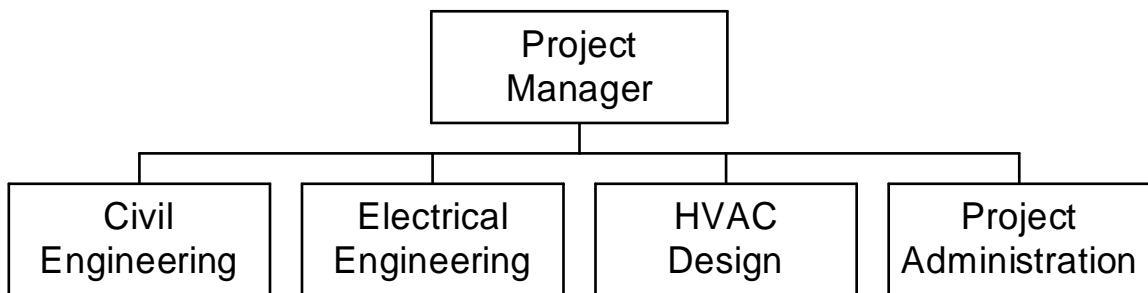 Project
Manager
Civil
Engineering
Electrical
Engineering
HVAC
Design
Project
Administration